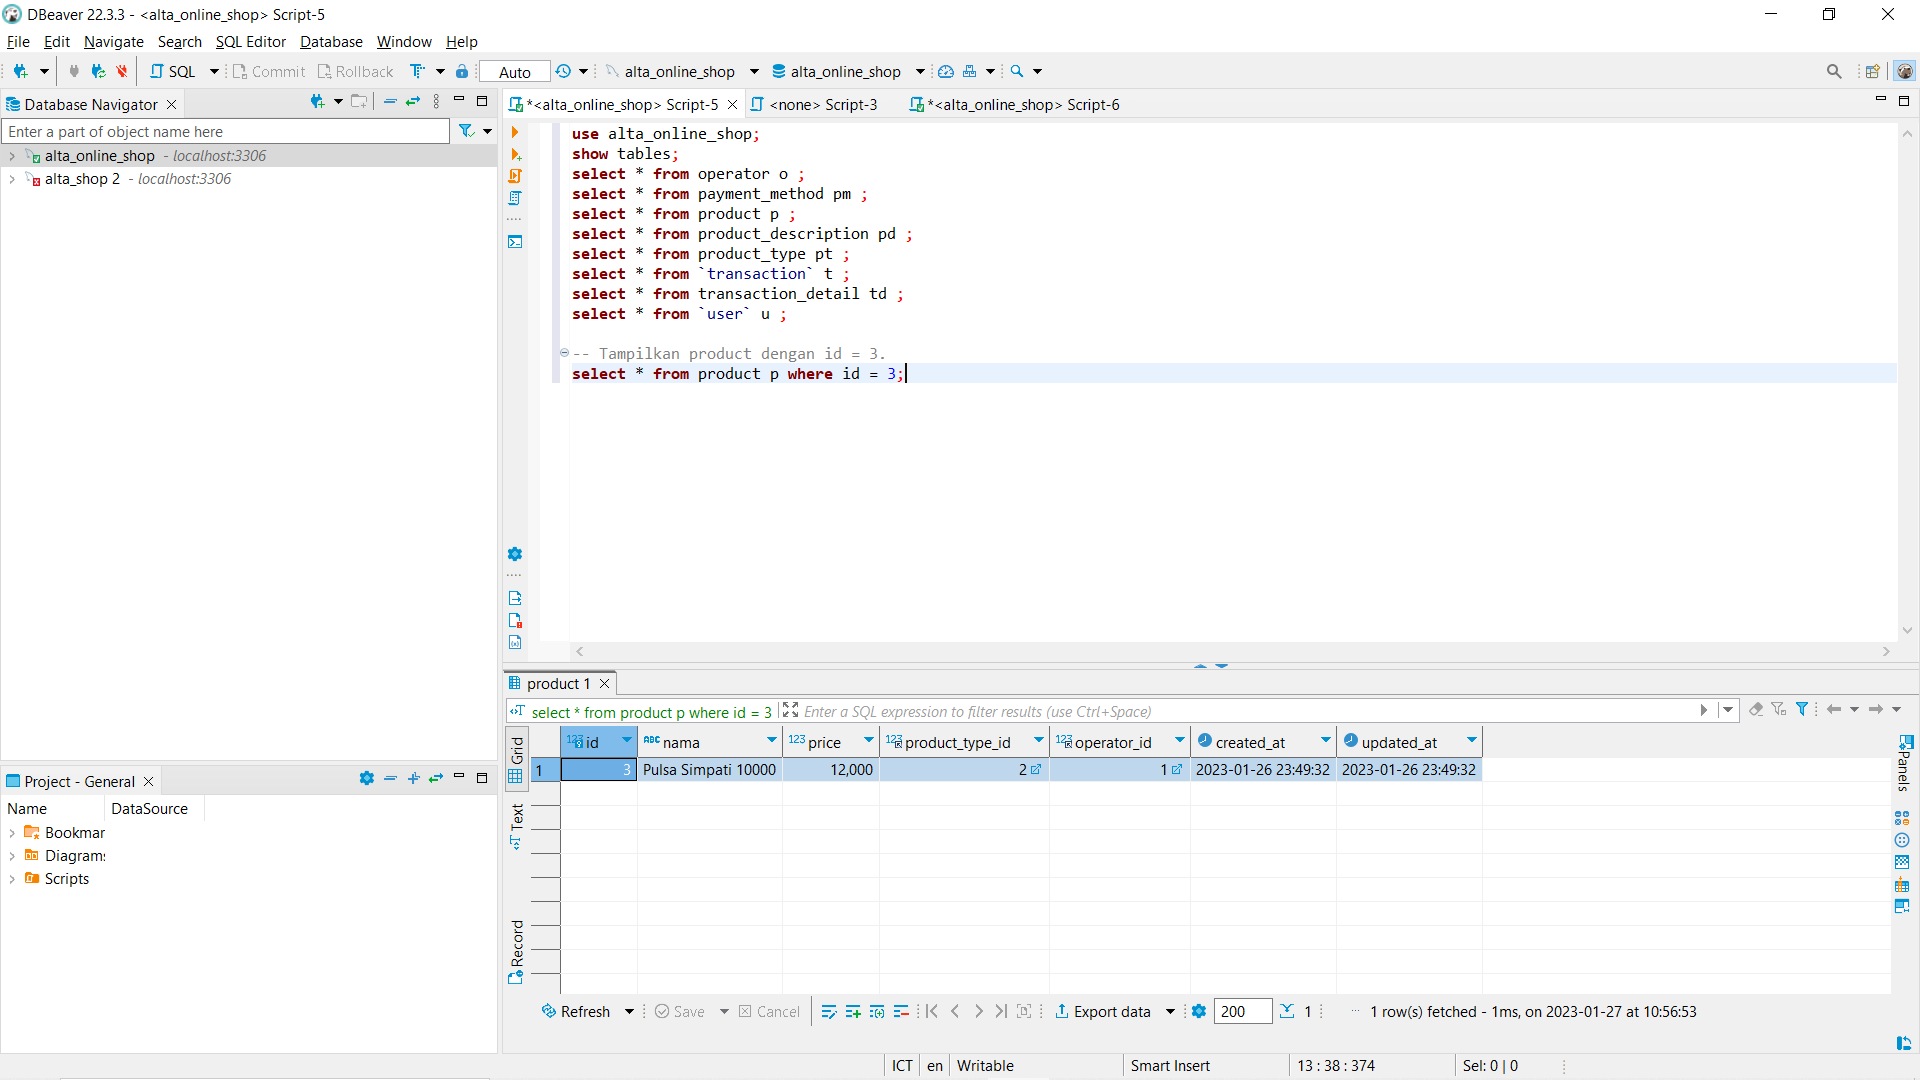 DBeaver 22.3.3 - <alta_online_shop> Script-5
File Edit Navigate Search SQL Editor Database Window Help
SQL Commit Rollback Auto alta_online_shop alta_online_shop
Database Navigator
Enter a part of object name here
alta_online_shop - localhost:3306
alta_shop 2 - localhost:3306
*<alta_online_shop> Script-5 <none> Script-3 *<alta_online_shop> Script-6
use alta_online_shop;
show tables;
select * from operator o ;
select * from payment_method pm ;
select * from product p ;
select * from product_description pd ;
select * from product_type pt ;
select * from `transaction` t ;
select * from transaction_detail td ;
select * from `user` u ;
-- Tampilkan product dengan id = 3.
select * from product p where id = 3;
Project - General
Name DataSource
Bookmar
Diagrams
Scripts
product 1
select * from product p where id = 3 Enter a SQL expression to filter results (use Ctrl+Space)
Grid
Text
Record
Panels
123 id ABC nama 123 price 123 product_type_id 123 operator_id created_at updated_at
1 3 Pulsa Simpati 10000 12,000 2 1 2023-01-26 23:49:32 2023-01-26 23:49:32
Refresh Save Cancel Export data 200 1 1 row(s) fetched - 1ms, on 2023-01-27 at 10:56:53
ICT en Writable Smart Insert 13 : 38 : 374 Sel: 0 | 0